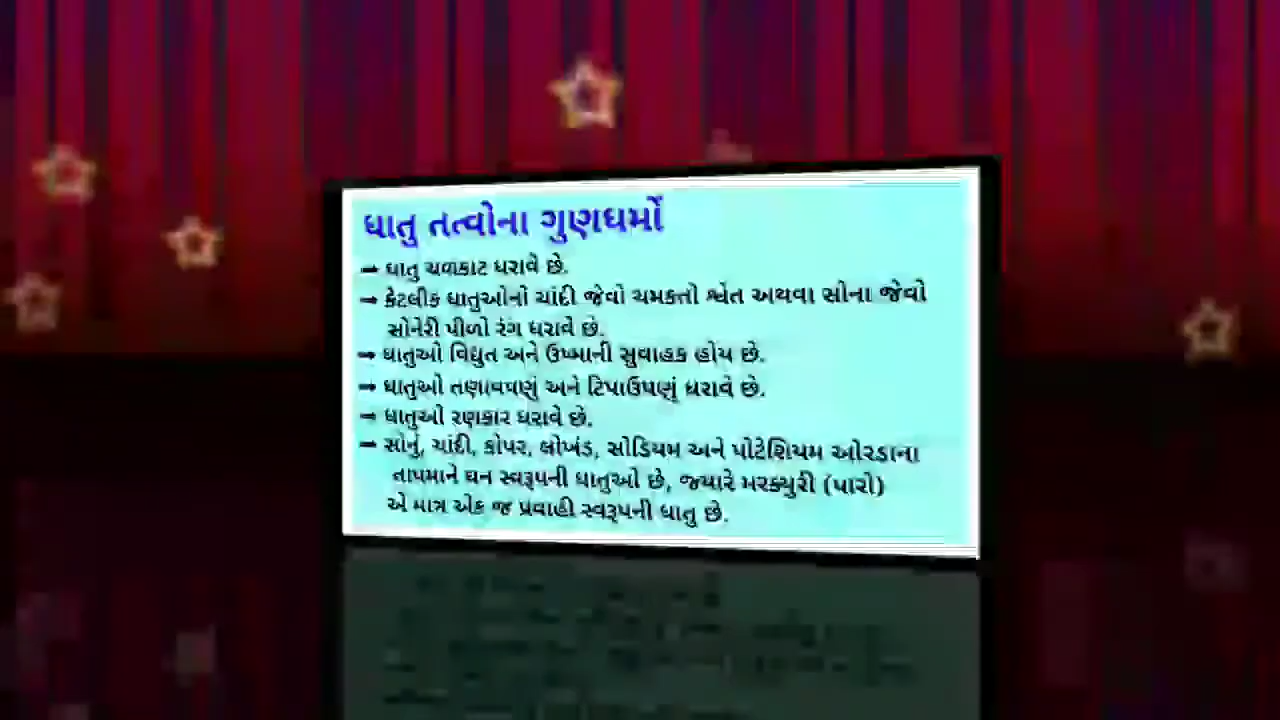 ધાતુ તત્વોના ગુણધર્મો
→ ધાતુ ચળકાટ ધરાવે છે.
→ કેટલીક ધાતુઓનો ચાંદી જેવો ચમકતો શ્વેત અથવા સોના જેવો
સોનેરી પીળો રંગ ધરાવે છે.
→ ધાતુઓ વિદ્યુત અને ઉષ્માની સુવાહક હોય છે.
→ ધાતુઓ તણાવપણું અને ટિપાઉપણું ધરાવે છે.
→ ધાતુઓ રણકાર ધરાવે છે.
→ સોનું, ચાંદી, કોપર, લોખંડ, સોડિયમ અને પોટેશિયમ ઓરડાના
તાપમાને ઘન સ્વરૂપની ધાતુઓ છે, જ્યારે મરક્યુરી (પારો)
એ માત્ર એક જ પ્રવાહી સ્વરૂપની ધાતુ છે.